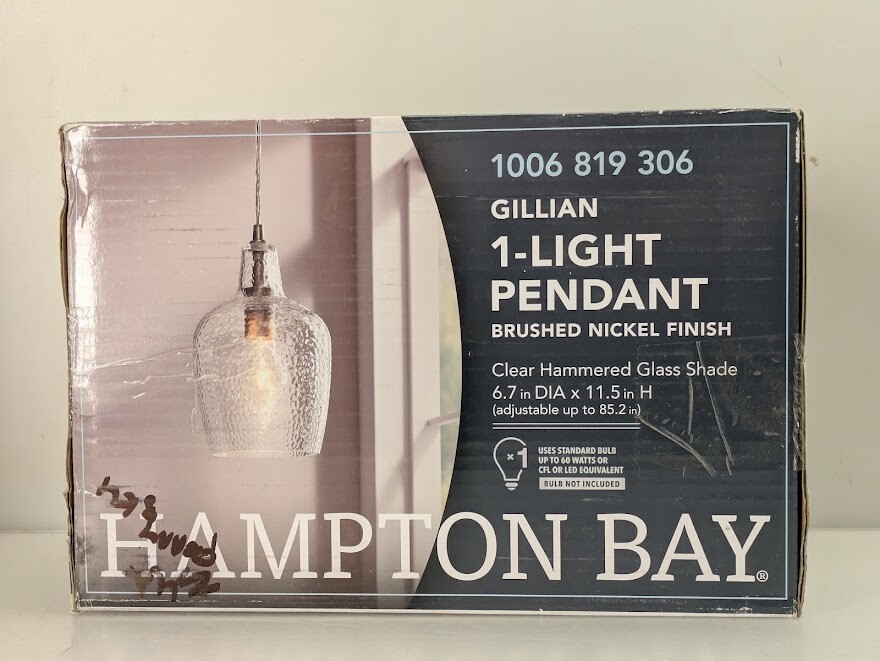 1006 819 306
GILLIAN
1-LIGHT
PENDANT
BRUSHED NICKEL FINISH
Clear Hammered Glass Shade
6.7 in DIA x 11.5 in H
(adjustable up to 85.2 in)
x1
USES STANDARD BULB
UP TO 60 WATTS OR
CFL OR LED EQUIVALENT
BULB NOT INCLUDED
HAMPTON BAY®